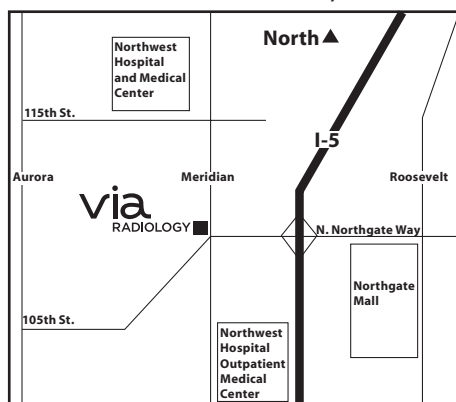 North
Northwest
Hospital
and Medical
Center
115th St.
I-5
Aurora
Meridian
Roosevelt
via
RADIOLOGY
N. Northgate Way
Northgate
Mall
105th St.
Northwest
Hospital
Outpatient
Medical
Center